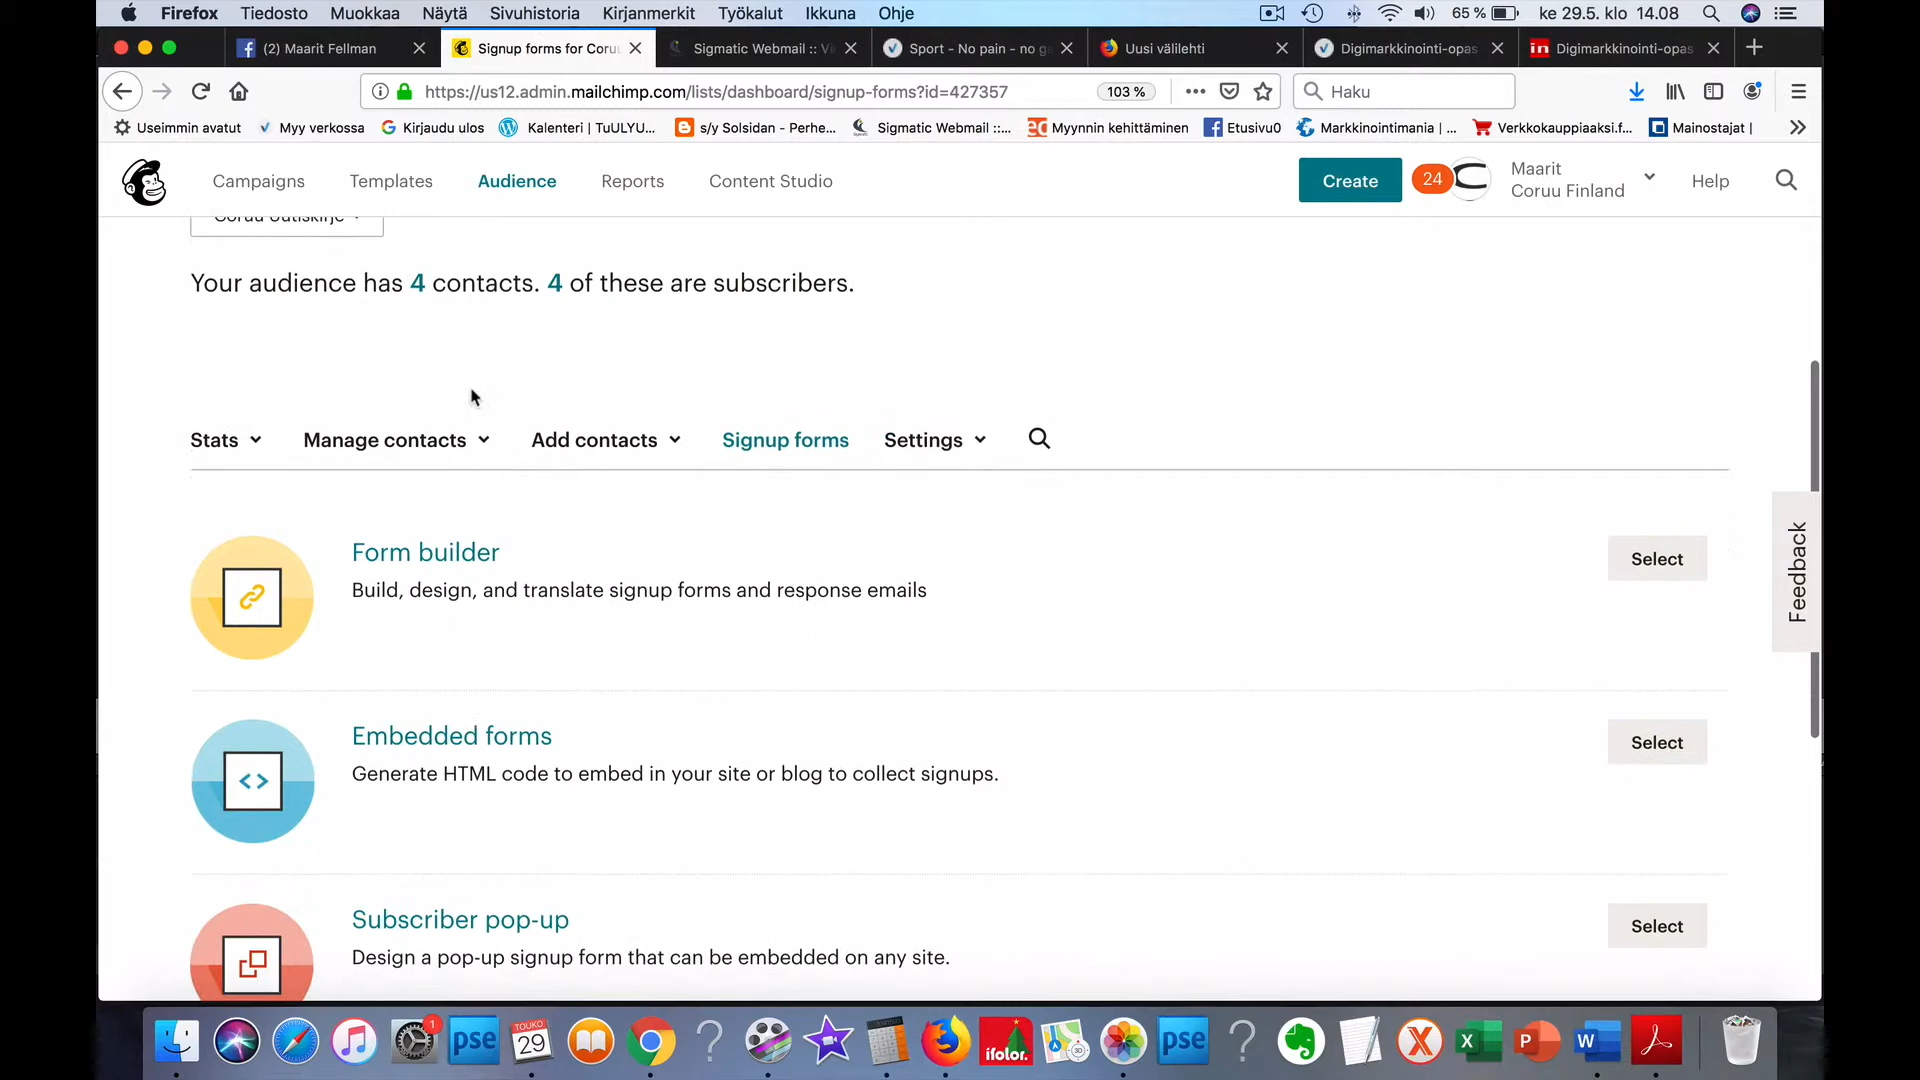 Firefox Tiedosto Muokkaa Näytä Sivuhistoria Kirjanmerkit Työkalut Ikkuna Ohje 65 % ke 29.5. klo 14.08
(2) Maarit Fellman Signup forms for Coru Sigmatic Webmail :: Vi Sport - No pain - no g Uusi välilehti Digimarkkinointi-opas Digimarkkinointi-opas
https://us12.admin.mailchimp.com/lists/dashboard/signup-forms?id=427357 103 % Haku
Useimmin avatut Myy verkossa Kirjaudu ulos Kalenteri | TuULYU... s/y Solsidan - Perhe... Sigmatic Webmail ::... Myynnin kehittäminen Etusivu0 Markkinointimania | ... Verkkokauppiaaksi.f... Mainostajat |
Campaigns Templates Audience Reports Content Studio Create 24 Maarit Help
Coruu Finland
Coruu Uutiskirje
Your audience has 4 contacts. 4 of these are subscribers.
Stats Manage contacts Add contacts Signup forms Settings
Form builder
Select
Build, design, and translate signup forms and response emails
Feedback
Embedded forms
Select
Generate HTML code to embed in your site or blog to collect signups.
Subscriber pop-up
Select
Design a pop-up signup form that can be embedded on any site.
1 pse TOUKO 29 ifolor. 3D pse X X P W